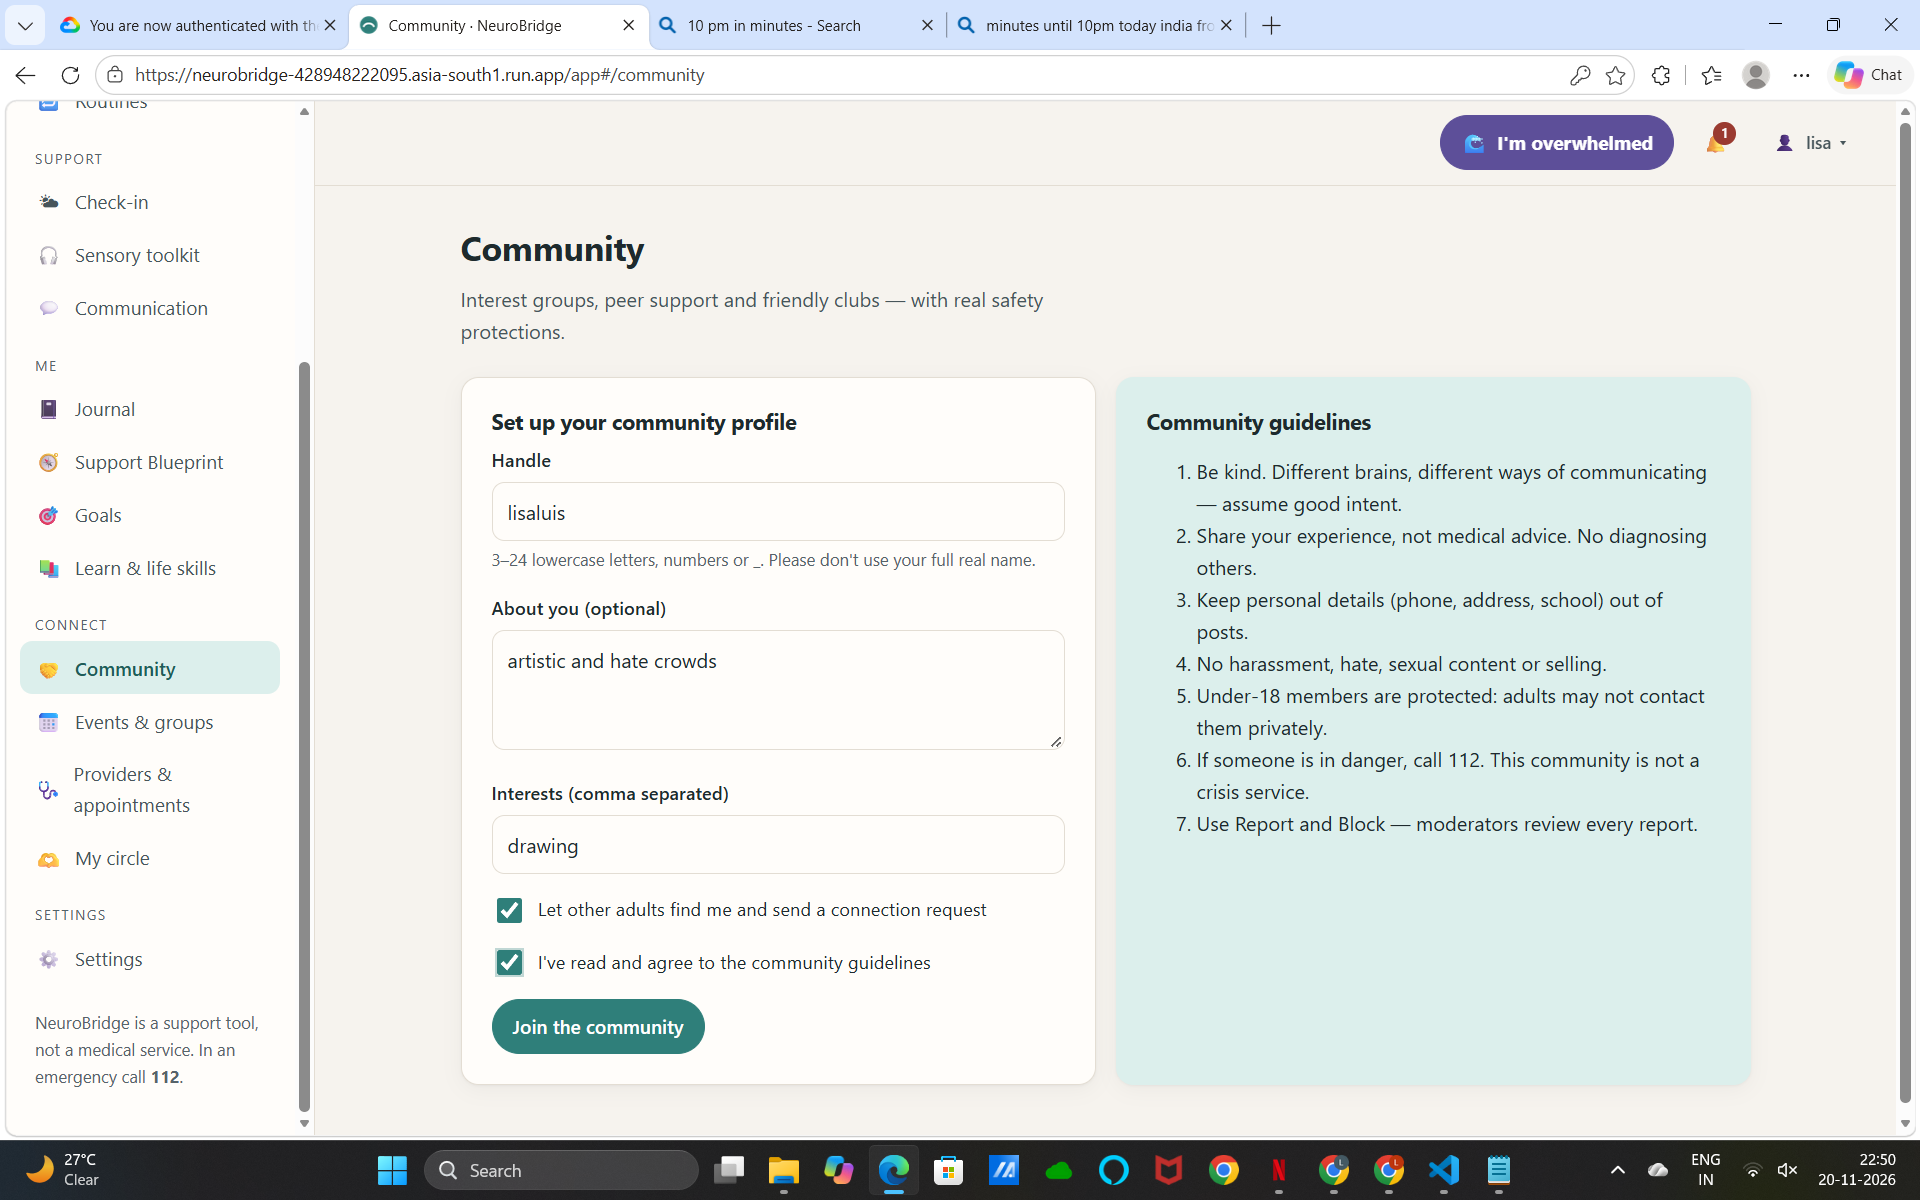 You are now authenticated with the
Community · NeuroBridge
10 pm in minutes - Search
minutes until 10pm today india fro
https://neurobridge-428948222095.asia-south1.run.app/app#/community
Chat
Routines
SUPPORT
Check-in
Sensory toolkit
Communication
ME
Journal
Support Blueprint
Goals
Learn & life skills
CONNECT
Community
Events & groups
Providers &
appointments
My circle
SETTINGS
Settings
NeuroBridge is a support tool,
not a medical service. In an
emergency call 112.
I'm overwhelmed
1
lisa
Community
Interest groups, peer support and friendly clubs — with real safety
protections.
Set up your community profile
Handle
lisaluis
3–24 lowercase letters, numbers or _. Please don't use your full real name.
About you (optional)
artistic and hate crowds
Interests (comma separated)
drawing
Let other adults find me and send a connection request
I've read and agree to the community guidelines
Join the community
Community guidelines
1. Be kind. Different brains, different ways of communicating
— assume good intent.
2. Share your experience, not medical advice. No diagnosing
others.
3. Keep personal details (phone, address, school) out of
posts.
4. No harassment, hate, sexual content or selling.
5. Under-18 members are protected: adults may not contact
them privately.
6. If someone is in danger, call 112. This community is not a
crisis service.
7. Use Report and Block — moderators review every report.
27°C
Clear
Search
ENG
IN
22:50
20-11-2026